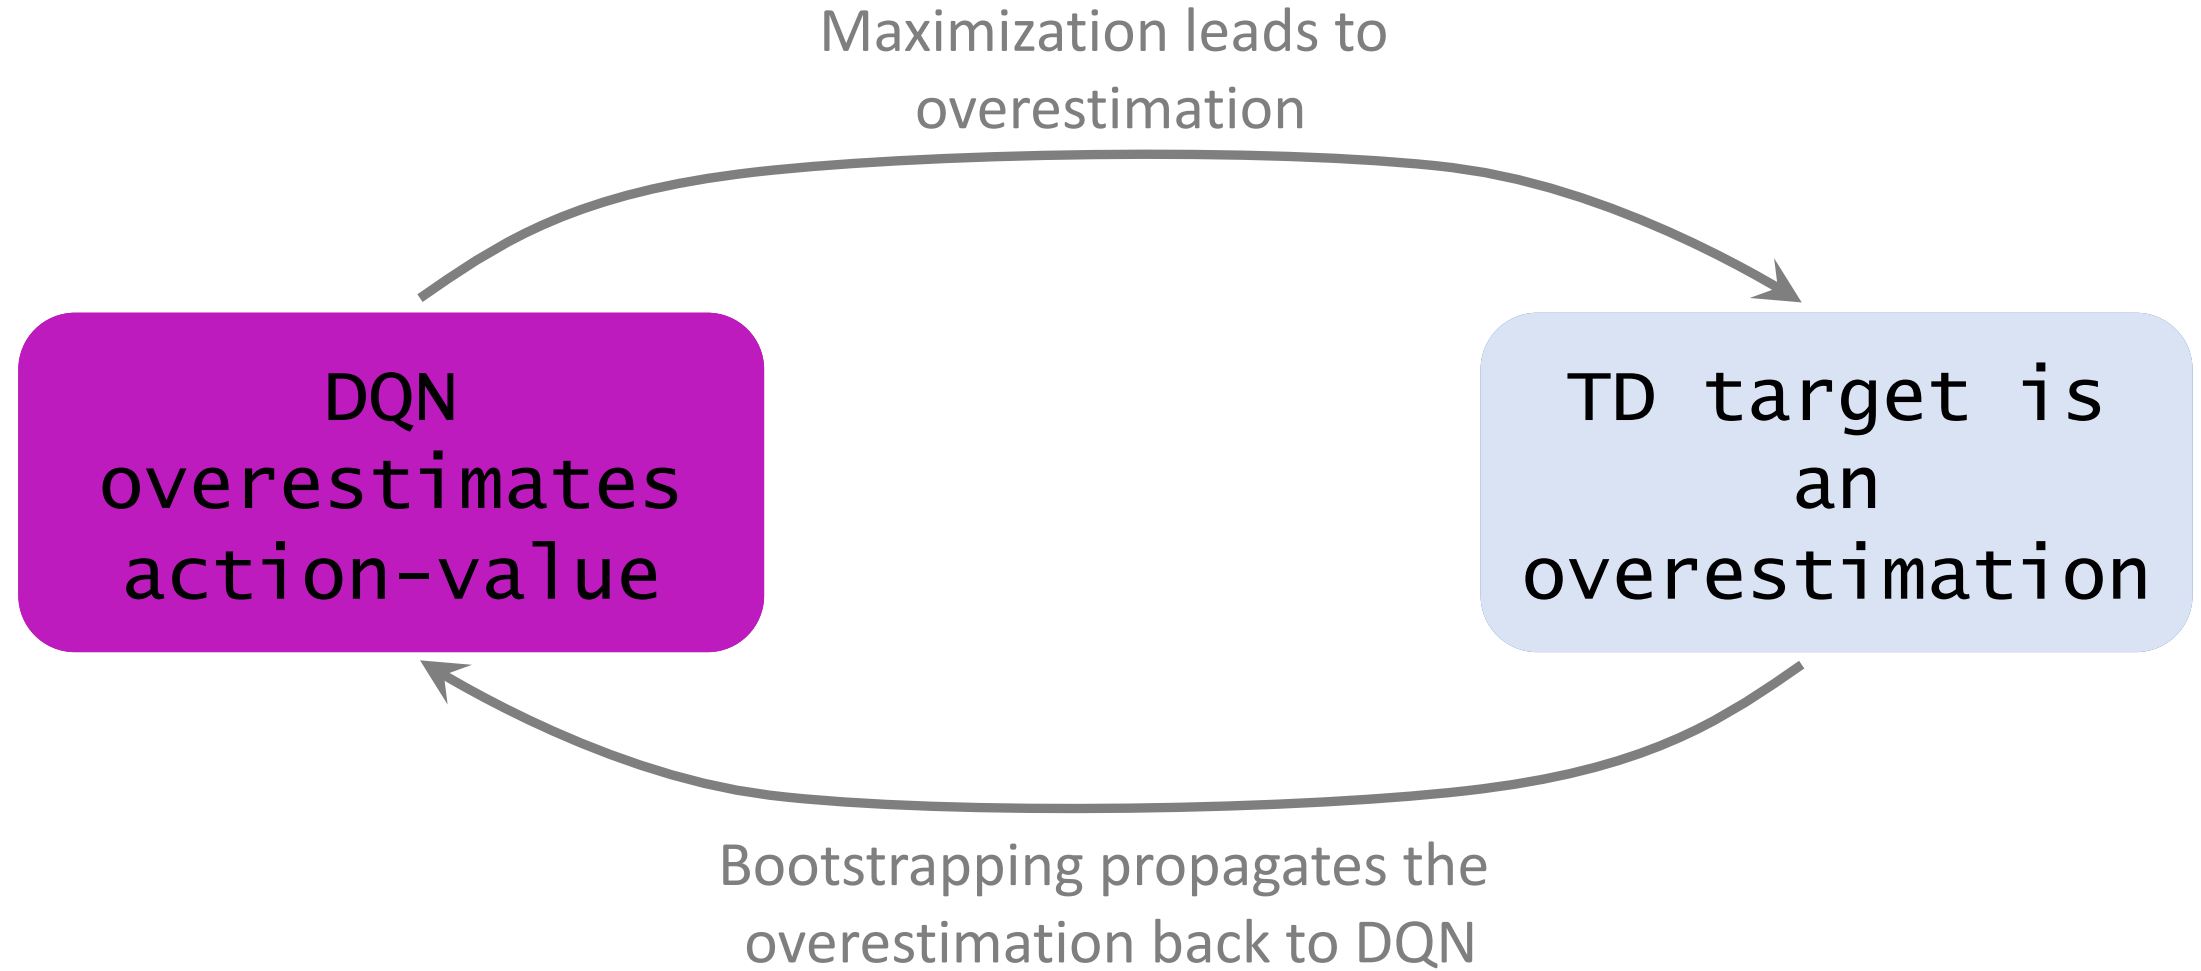 Maximization leads to
overestimation
DQN
overestimates
action-value
TD target is
an
overestimation
Bootstrapping propagates the
overestimation back to DQN